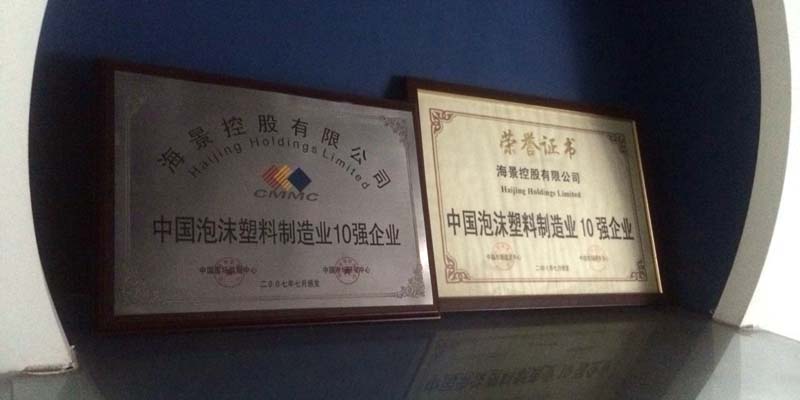 海景控股有限公司
Haijing Holdings Limited
CMMC
中国泡沫塑料制造业10强企业
二00七年七月颁发
荣誉证书
海景控股有限公司
Haijing Holdings Limited
中国泡沫塑料制造业10强企业